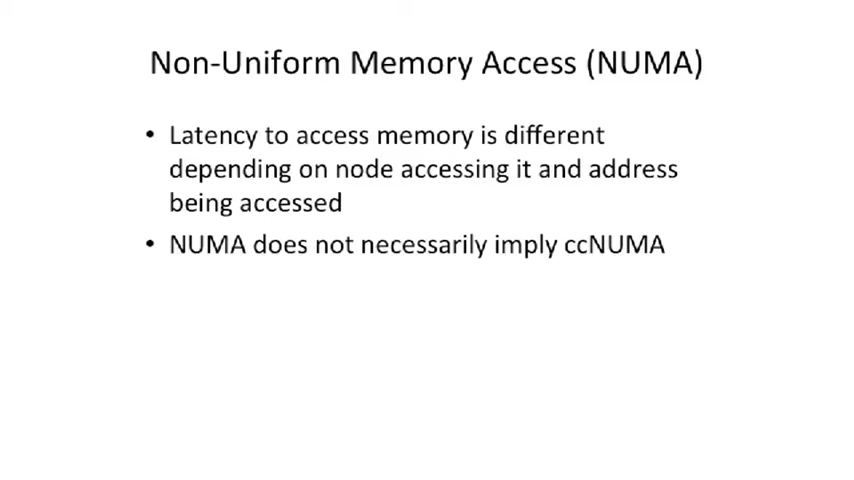 Non-Uniform Memory Access (NUMA)
• Latency to access memory is different
depending on node accessing it and address
being accessed
• NUMA does not necessarily imply ccNUMA